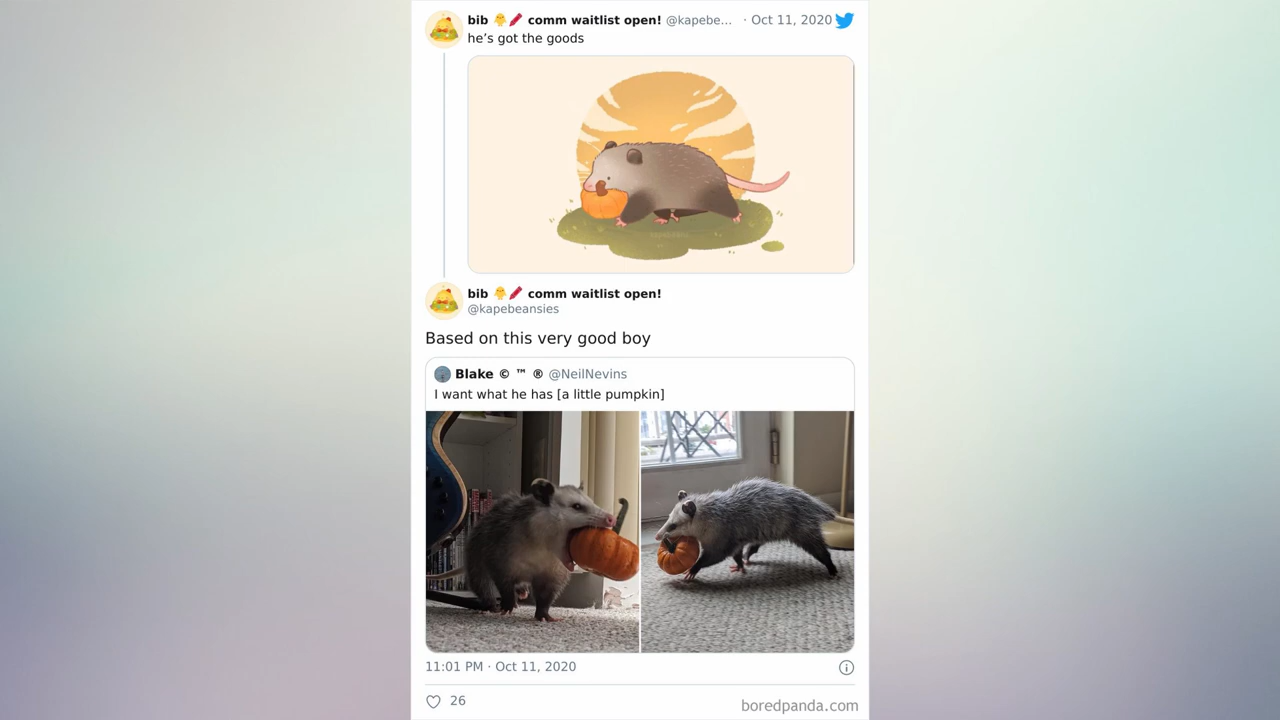 bib 🐥🖍️ comm waitlist open! @kapebe... · Oct 11, 2020
he’s got the goods
bib 🐥🖍️ comm waitlist open!
@kapebeansies
Based on this very good boy
Blake © ™ ® @NeilNevins
I want what he has [a little pumpkin]
11:01 PM · Oct 11, 2020
26
boredpanda.com